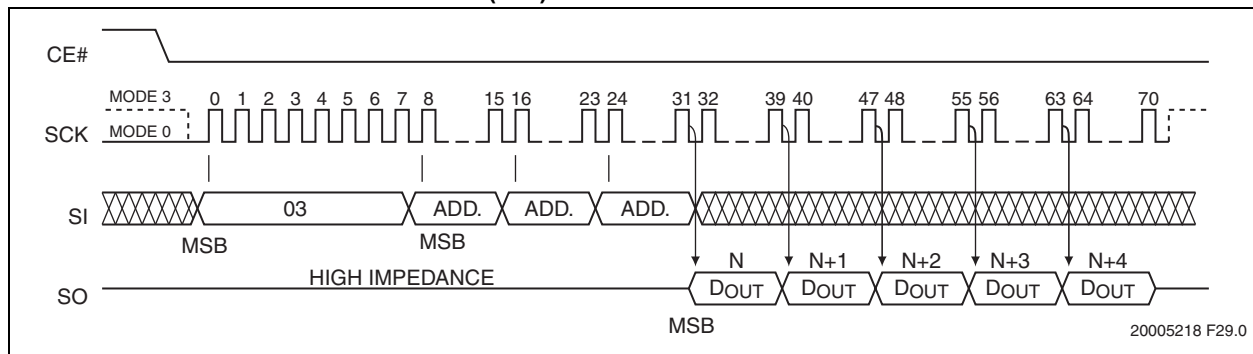 CE#
MODE 3 0 1 2 3 4 5 6 7 8 15 16 23 24 31 32 39 40 47 48 55 56 63 64 70
SCK MODE 0
SI 03 ADD. ADD. ADD.
MSB MSB
HIGH IMPEDANCE N N+1 N+2 N+3 N+4
SO DOUT DOUT DOUT DOUT DOUT
MSB
20005218 F29.0